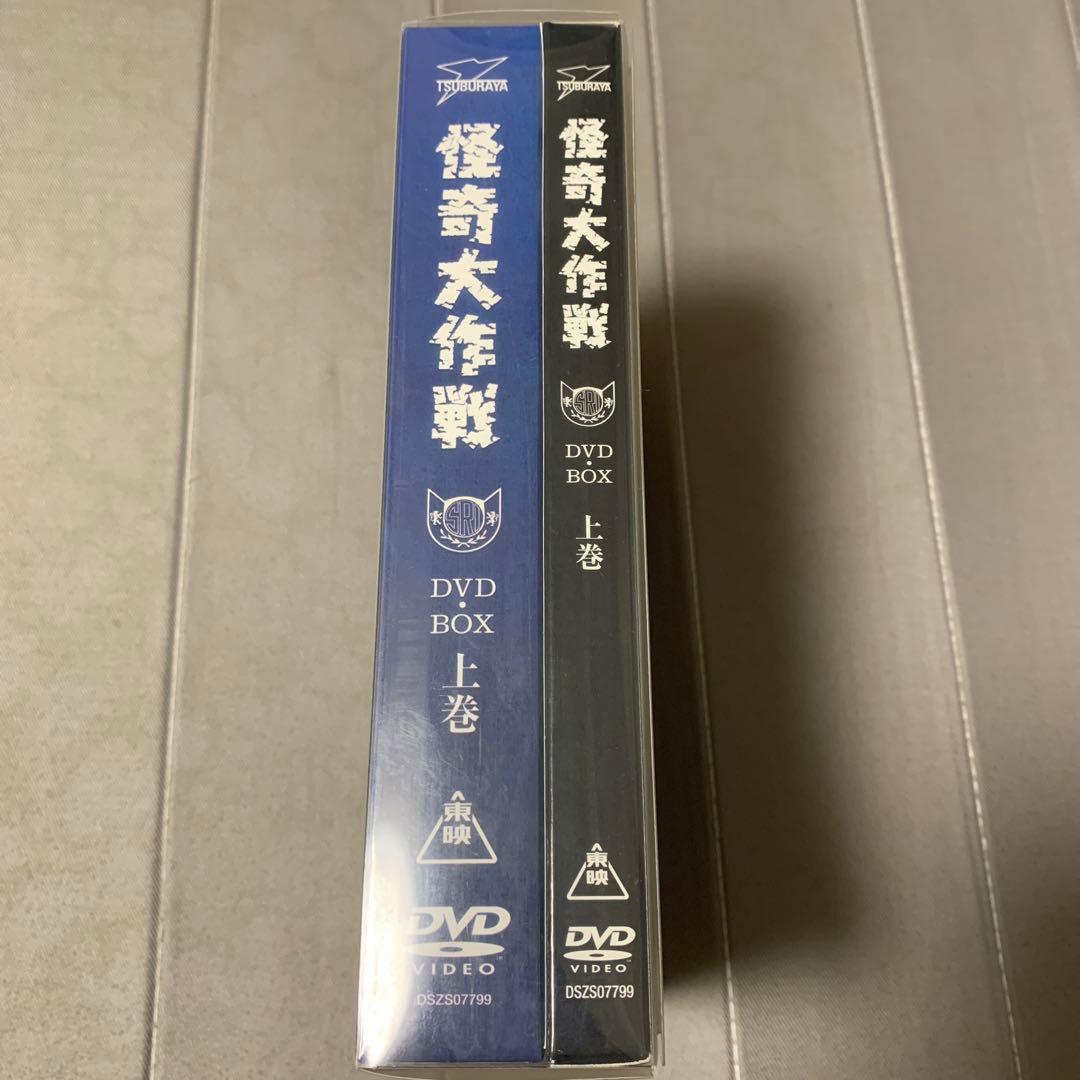 TSUBURAYA
怪奇大作戦
SRI
DVD
・
BOX
上巻
東映
DVD
VIDEO
DSZS07799
TSUBURAYA
怪奇大作戦
SRI
DVD
・
BOX
上巻
東映
DVD
VIDEO
DSZS07799